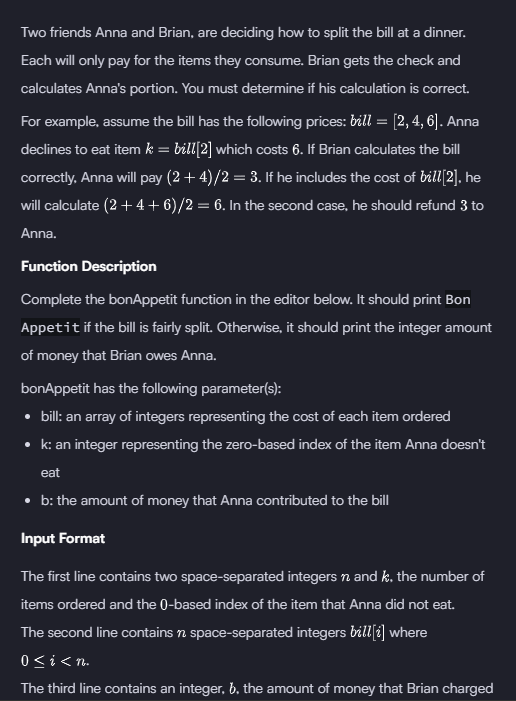 Two friends Anna and Brian, are deciding how to split the bill at a dinner.
Each will only pay for the items they consume. Brian gets the check and
calculates Anna's portion. You must determine if his calculation is correct.
For example, assume the bill has the following prices: bill = [2, 4, 6]. Anna
declines to eat item k = bill[2] which costs 6. If Brian calculates the bill
correctly, Anna will pay (2 + 4)/2 = 3. If he includes the cost of bill[2], he
will calculate (2 + 4 + 6)/2 = 6. In the second case, he should refund 3 to
Anna.
Function Description
Complete the bonAppetit function in the editor below. It should print Bon
Appetit if the bill is fairly split. Otherwise, it should print the integer amount
of money that Brian owes Anna.
bonAppetit has the following parameter(s):
• bill: an array of integers representing the cost of each item ordered
• k: an integer representing the zero-based index of the item Anna doesn't
eat
• b: the amount of money that Anna contributed to the bill
Input Format
The first line contains two space-separated integers n and k, the number of
items ordered and the 0-based index of the item that Anna did not eat.
The second line contains n space-separated integers bill[i] where
0 ≤ i < n.
The third line contains an integer, b, the amount of money that Brian charged